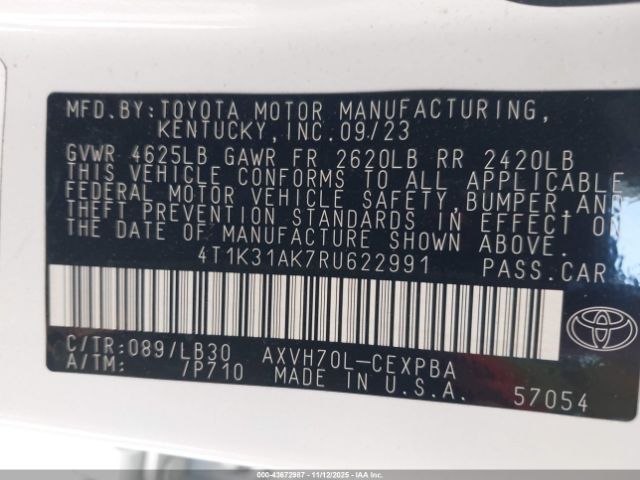 MFD.BY:TOYOTA MOTOR MANUFACTURING,
KENTUCKY,INC.09/23
GVWR 4625LB GAWR FR 2620LB RR 2420LB
THIS VEHICLE CONFORMS TO ALL APPLICABLE
FEDERAL MOTOR VEHICLE SAFETY,BUMPER,AND
THEFT PREVENTION STANDARDS IN EFFECT ON
THE DATE OF MANUFACTURE SHOWN ABOVE.
4T1K31AK7RU622991 PASS.CAR
C/TR:089/LB30 AXVH70L-CEXPBA
A/TM: /P710 MADE IN U.S.A.
57054
000-43672987 - 11/12/2025 - IAAI.COM